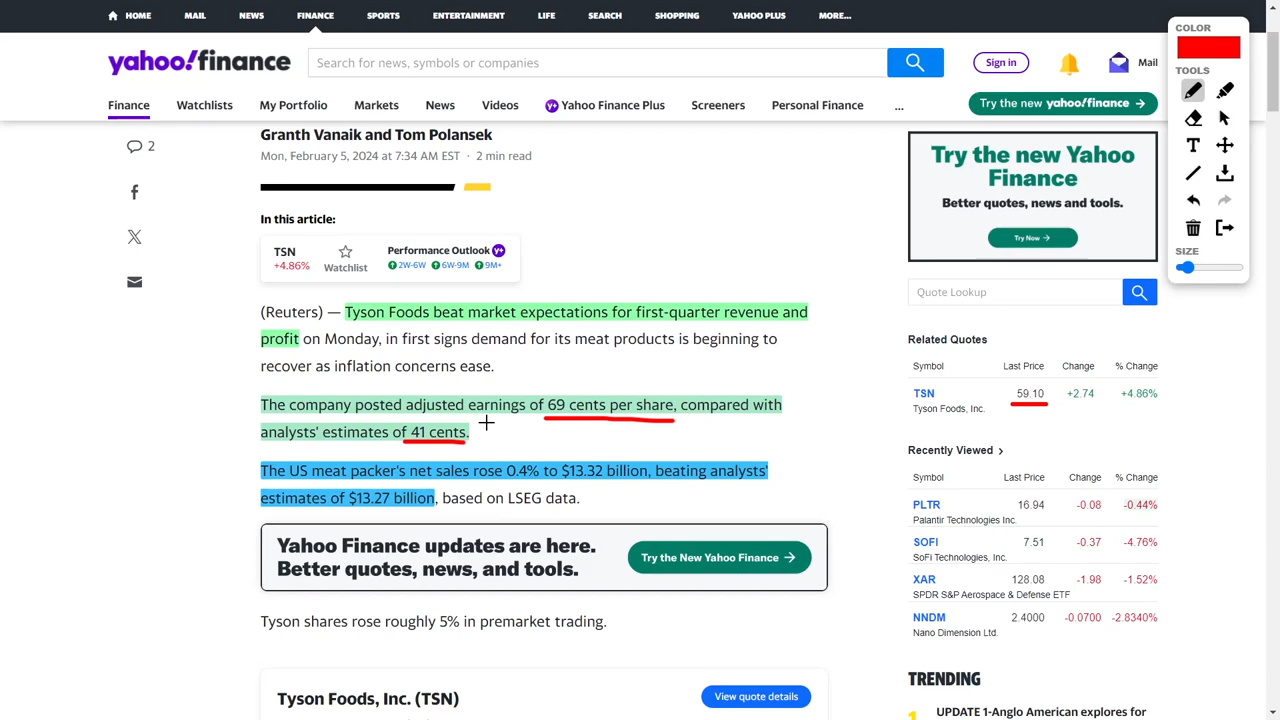 HOME MAIL NEWS FINANCE SPORTS ENTERTAINMENT LIFE SEARCH SHOPPING YAHOO PLUS MORE...
COLOR
yahoo!finance
Search for news, symbols or companies
Sign in
Mail
TOOLS
Finance Watchlists My Portfolio Markets News Videos Yahoo Finance Plus Screeners Personal Finance ...
Try the new yahoo!finance →
T
SIZE
Granth Vanaik and Tom Polansek
Mon, February 5, 2024 at 7:34 AM EST · 2 min read
2
In this article:
TSN
+4.86%
Watchlist
Performance Outlook Y+
2W-6W 6W-9M 9M+
(Reuters) — Tyson Foods beat market expectations for first-quarter revenue and
profit on Monday, in first signs demand for its meat products is beginning to
recover as inflation concerns ease.
The company posted adjusted earnings of 69 cents per share, compared with
analysts' estimates of 41 cents.
The US meat packer's net sales rose 0.4% to $13.32 billion, beating analysts'
estimates of $13.27 billion, based on LSEG data.
Yahoo Finance updates are here.
Better quotes, news, and tools.
Try the New Yahoo Finance →
Tyson shares rose roughly 5% in premarket trading.
Tyson Foods, Inc. (TSN)
View quote details
Try the new Yahoo
Finance
Better quotes, news and tools.
Try Now →
Quote Lookup
Related Quotes
Symbol Last Price Change % Change
TSN 59.10 +2.74 +4.86%
Tyson Foods, Inc.
Recently Viewed >
Symbol Last Price Change % Change
PLTR 16.94 -0.08 -0.44%
Palantir Technologies Inc.
SOFI 7.51 -0.37 -4.76%
SoFi Technologies, Inc.
XAR 128.08 -1.98 -1.52%
SPDR S&P Aerospace & Defense ETF
NNDM 2.4000 -0.0700 -2.8340%
Nano Dimension Ltd.
TRENDING
1 UPDATE 1-Anglo American explores for